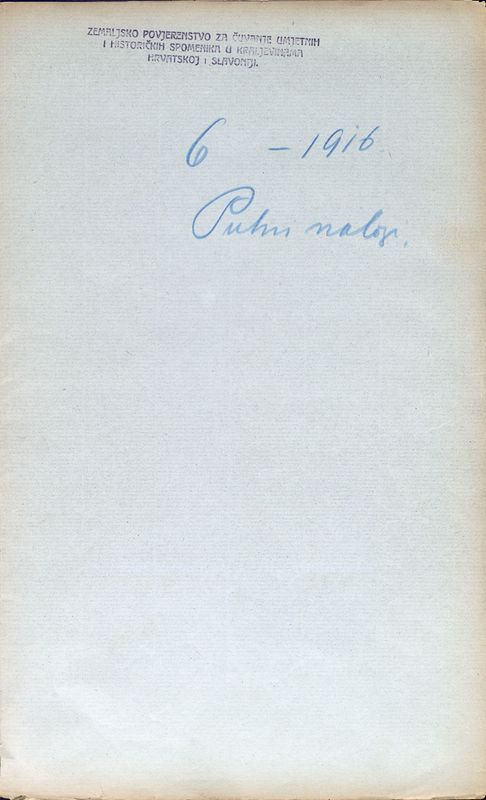 ZEMALJSKO POVJERENSTVO ZA ČUVANJE UMJETNIH
I HISTORIČKIH SPOMENIKA U KRALJEVINAMA
HRVATSKOJ I SLAVONIJI.
6 – 1916.
Putni nalozi.